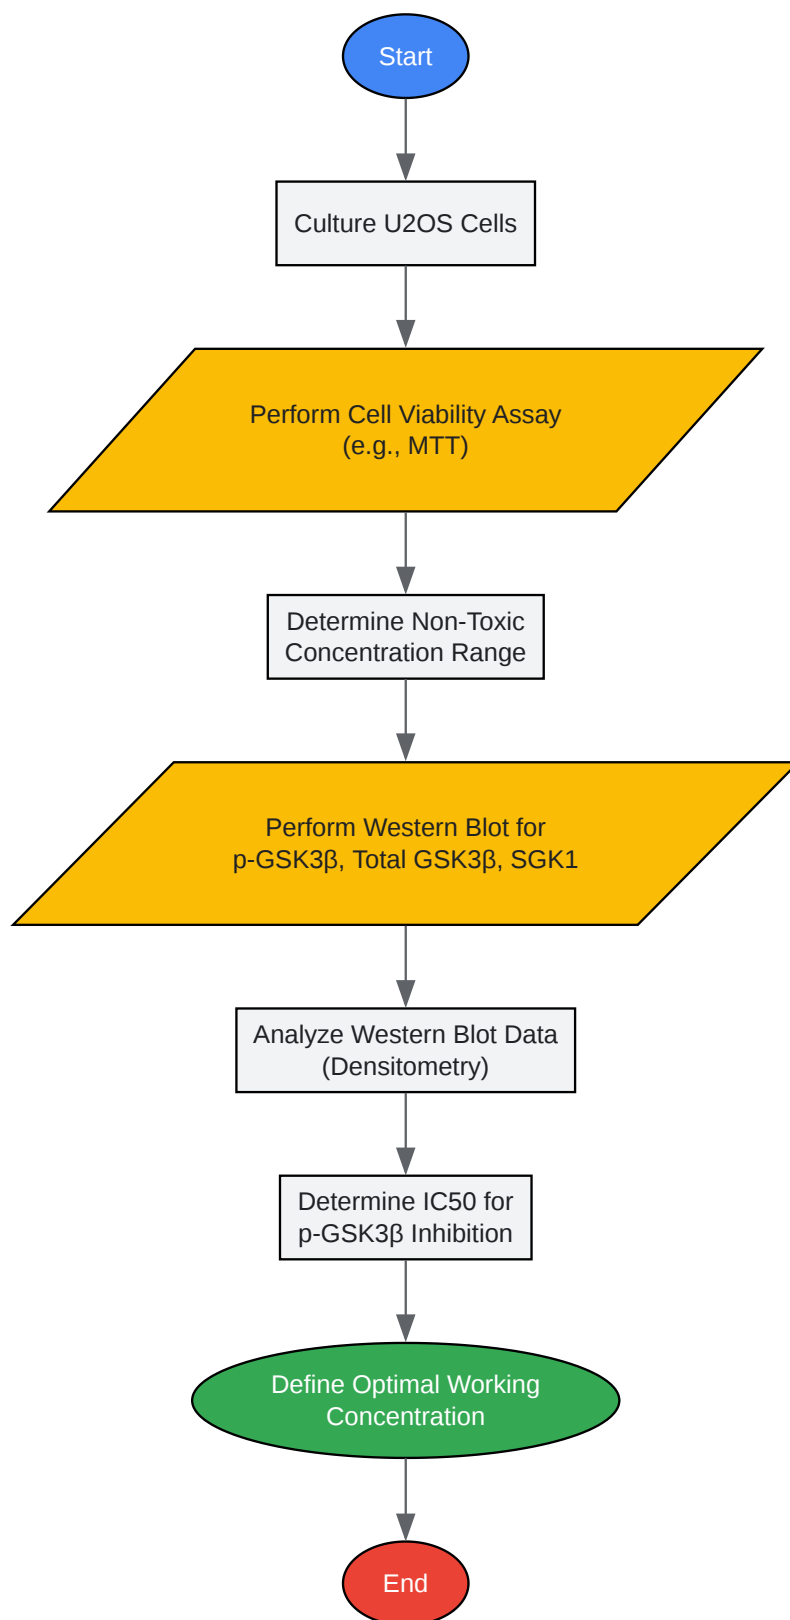 Start
Culture U2OS Cells
Perform Cell Viability Assay
(e.g., MTT)
Determine Non-Toxic
Concentration Range
Perform Western Blot for
p-GSK3β, Total GSK3β, SGK1
Analyze Western Blot Data
(Densitometry)
Determine IC50 for
p-GSK3β Inhibition
Define Optimal Working
Concentration
End